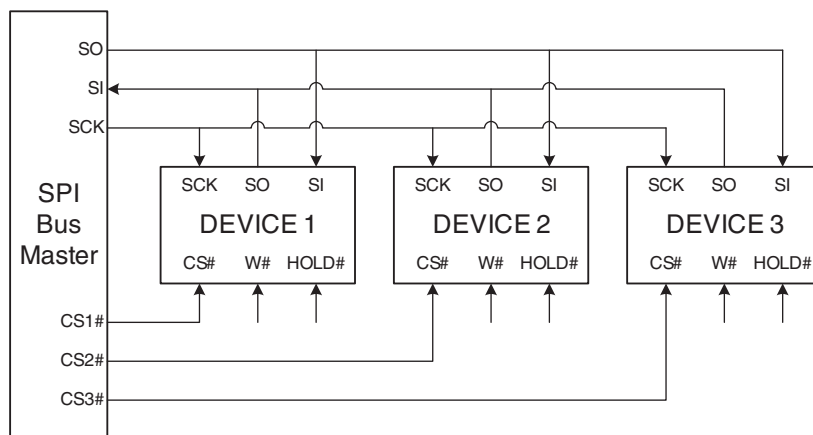 SO
SI
SCK
SPI
Bus
Master
CS1#
CS2#
CS3#
SCK SO SI
DEVICE 1
CS# W# HOLD#
SCK SO SI
DEVICE 2
CS# W# HOLD#
SCK SO SI
DEVICE 3
CS# W# HOLD#